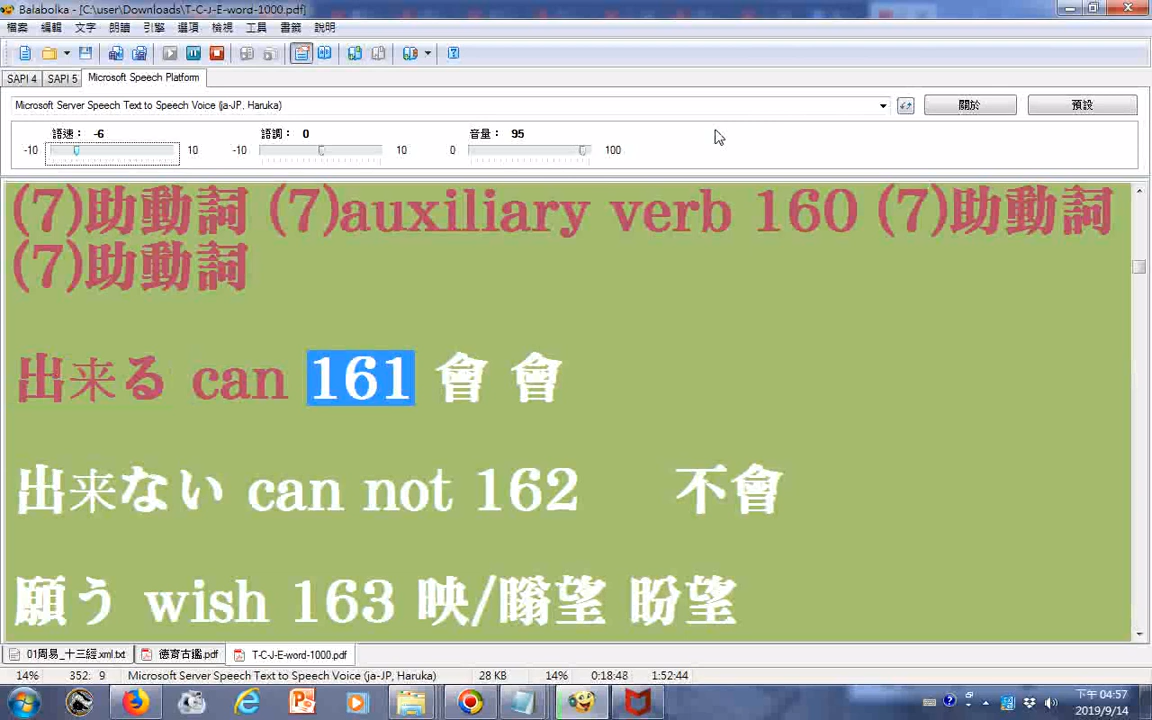 Balabolka - [C:\user\Downloads\T-C-J-E-word-1000.pdf]
檔案 編輯 文字 朗讀 引擎 選項 檢視 工具 書籤 說明
SAPI 4 SAPI 5 Microsoft Speech Platform
Microsoft Server Speech Text to Speech Voice (ja-JP, Haruka) 關於 預設
語速： -6 語調： 0 音量： 95
-10 10 -10 10 0 100
(7)助動詞 (7)auxiliary verb 160 (7)助動詞
(7)助動詞
出来る can 161 會 會
出来ない can not 162 不會
願う wish 163 映/䀲望 盼望
01周易_十三經.xml.txt 德育古鑑.pdf T-C-J-E-word-1000.pdf
14% 352: 9 Microsoft Server Speech Text to Speech Voice (ja-JP, Haruka) 28 KB 14% 0:18:48 1:52:44
下午 04:57
2019/9/14